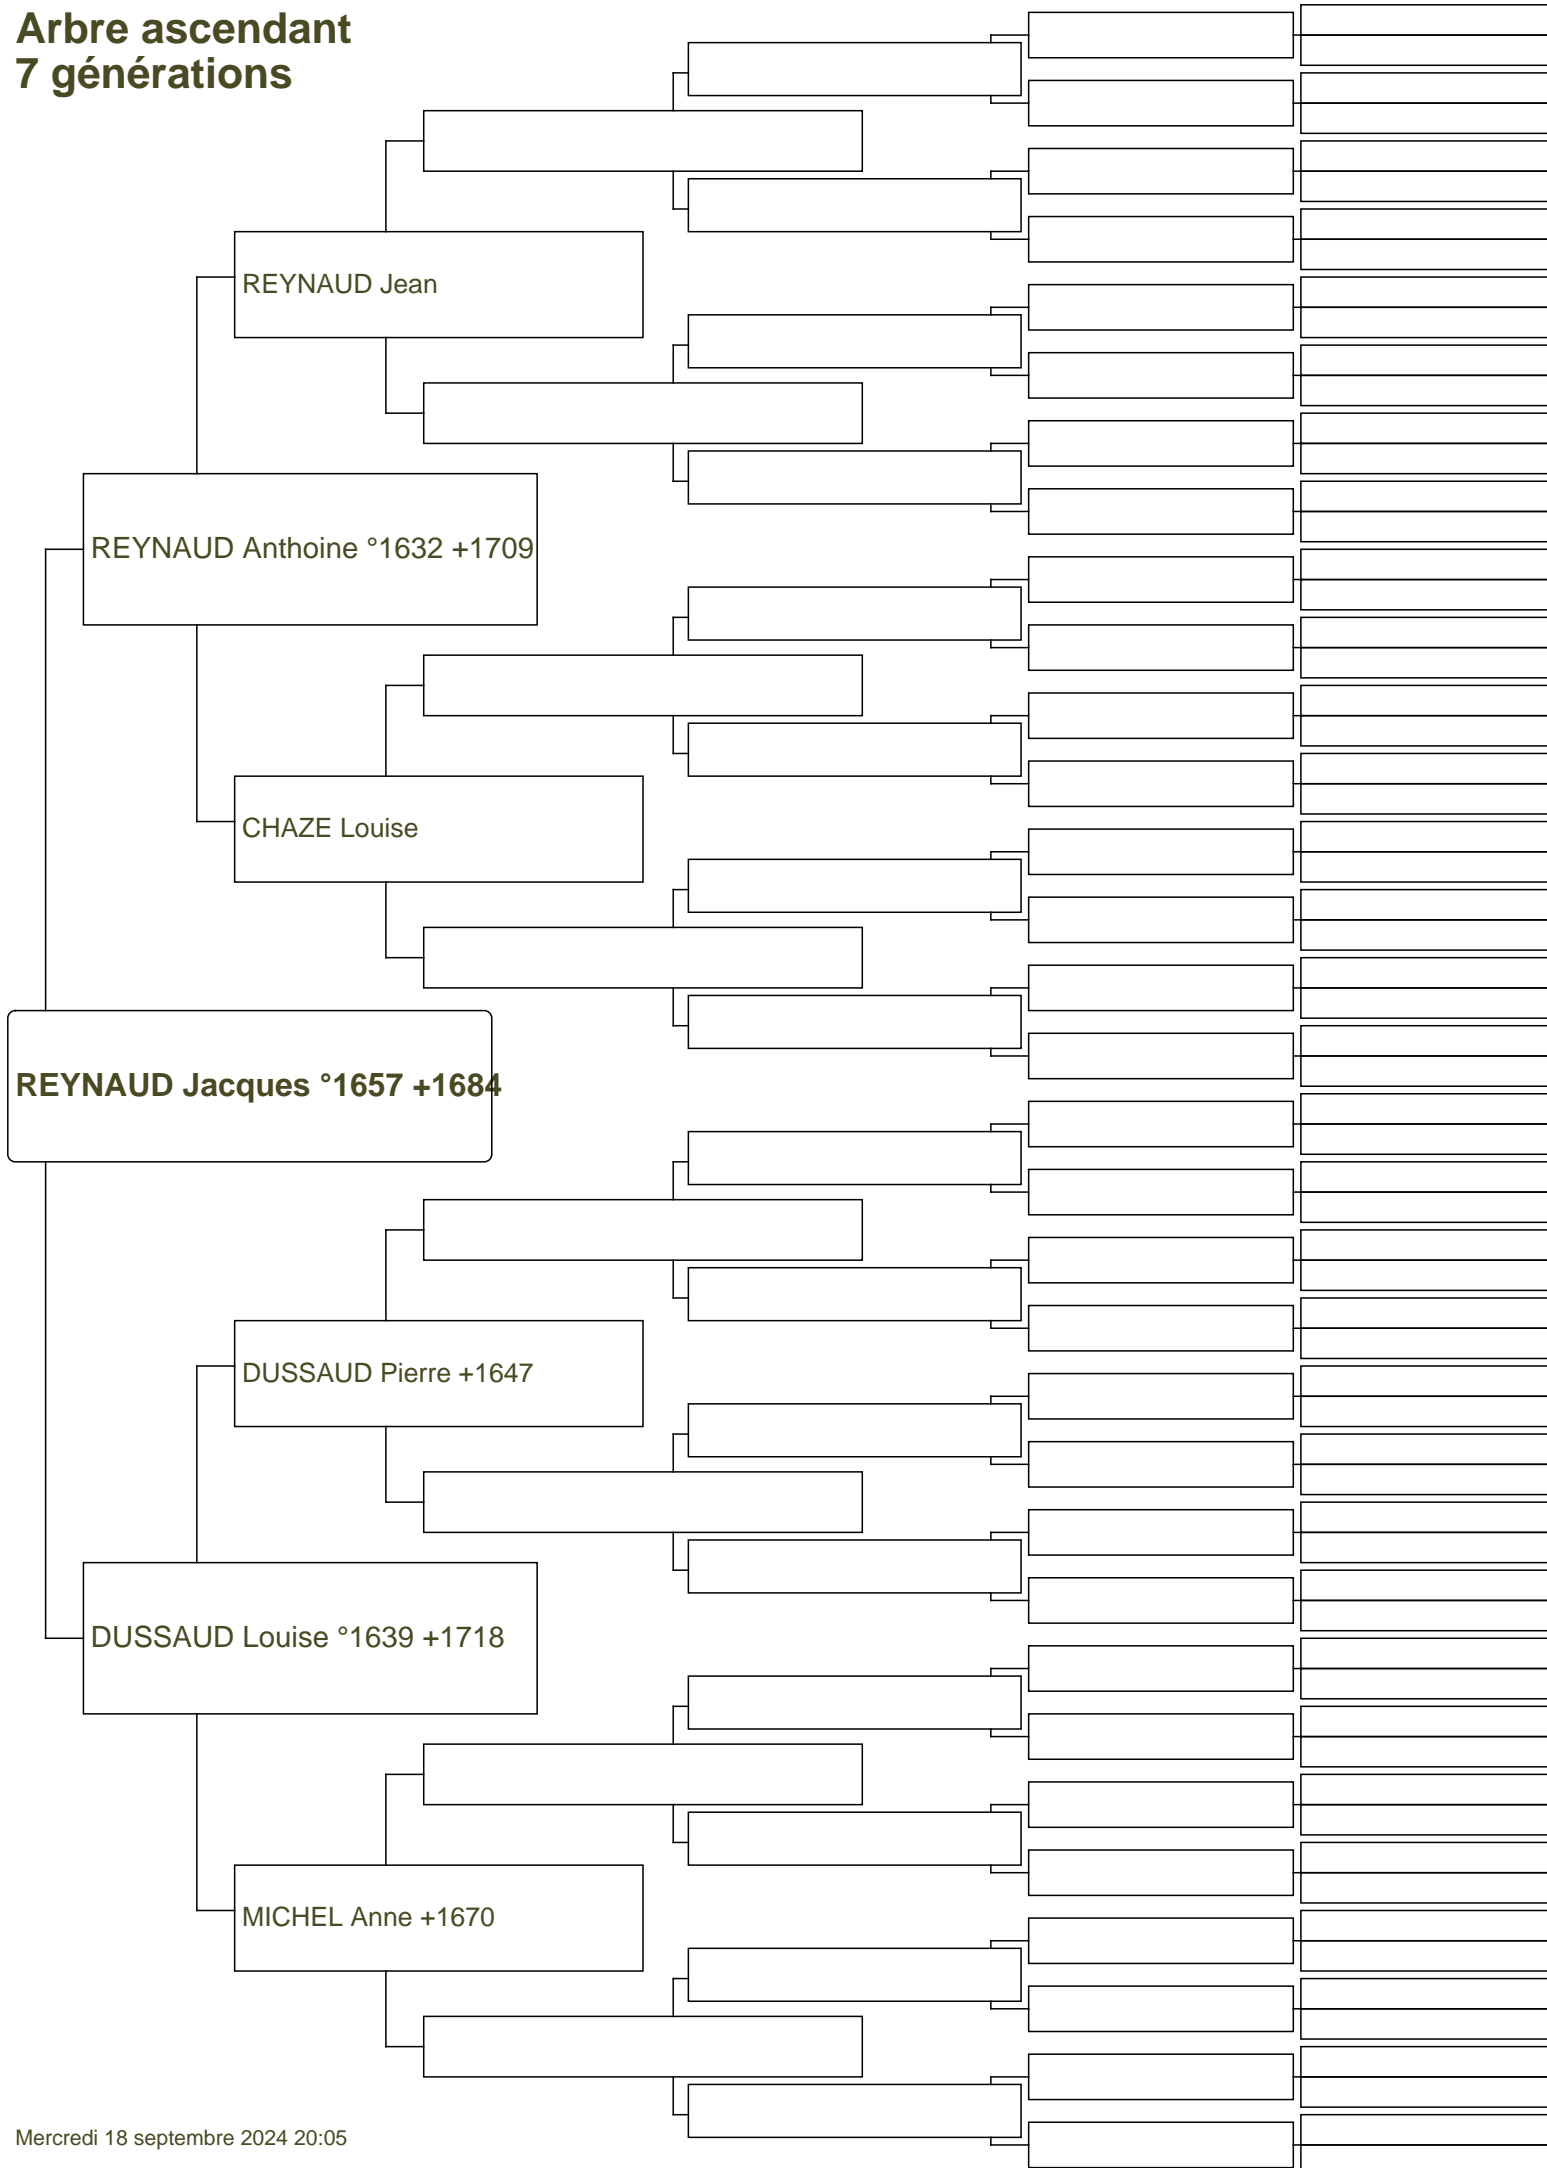 Arbre ascendant
7 générations
REYNAUD Jean
REYNAUD Anthoine °1632 +1709
CHAZE Louise
REYNAUD Jacques °1657 +1684
DUSSAUD Pierre +1647
DUSSAUD Louise °1639 +1718
MICHEL Anne +1670
Mercredi 18 septembre 2024 20:05